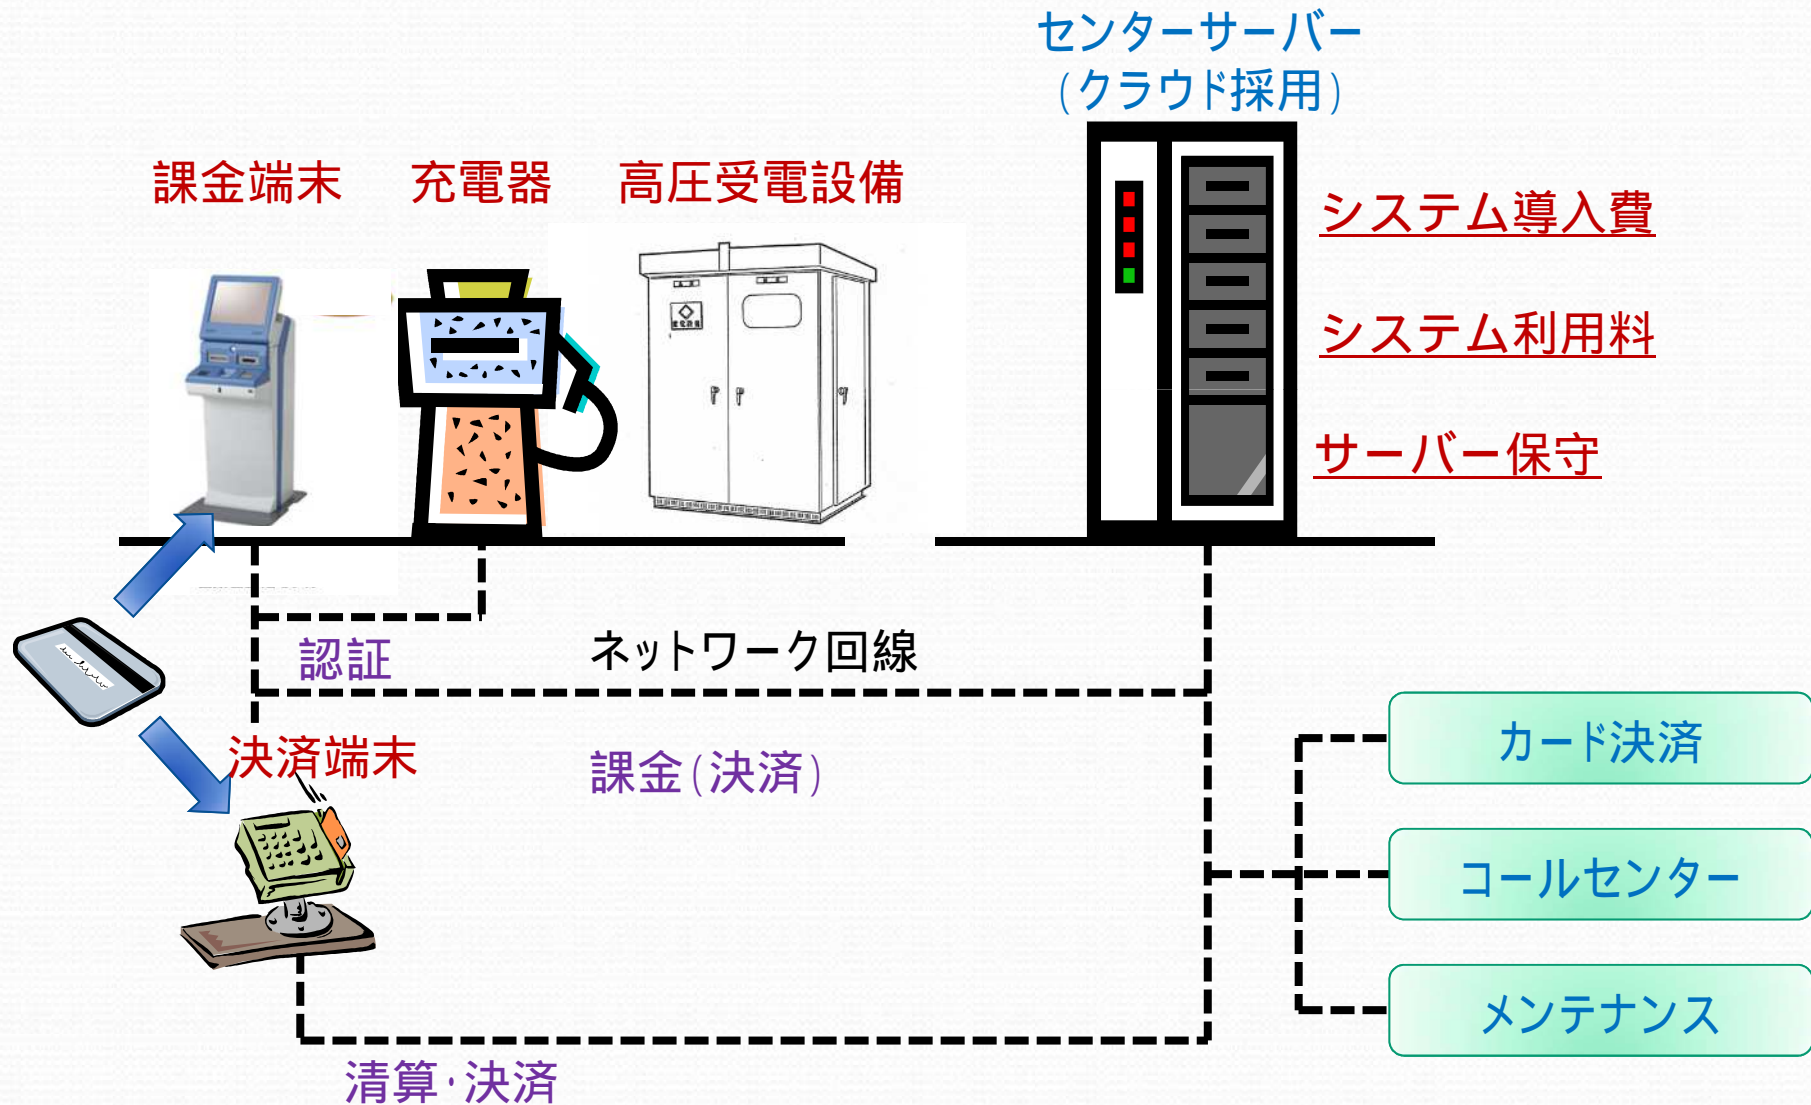 センターサーバー
(クラウド採用)
課金端末
充電器
高圧受電設備
システム導入費
システム利用料
サーバー保守
認証
ネットワーク回線
決済端末
課金(決済)
カード決済
コールセンター
メンテナンス
清算・決済